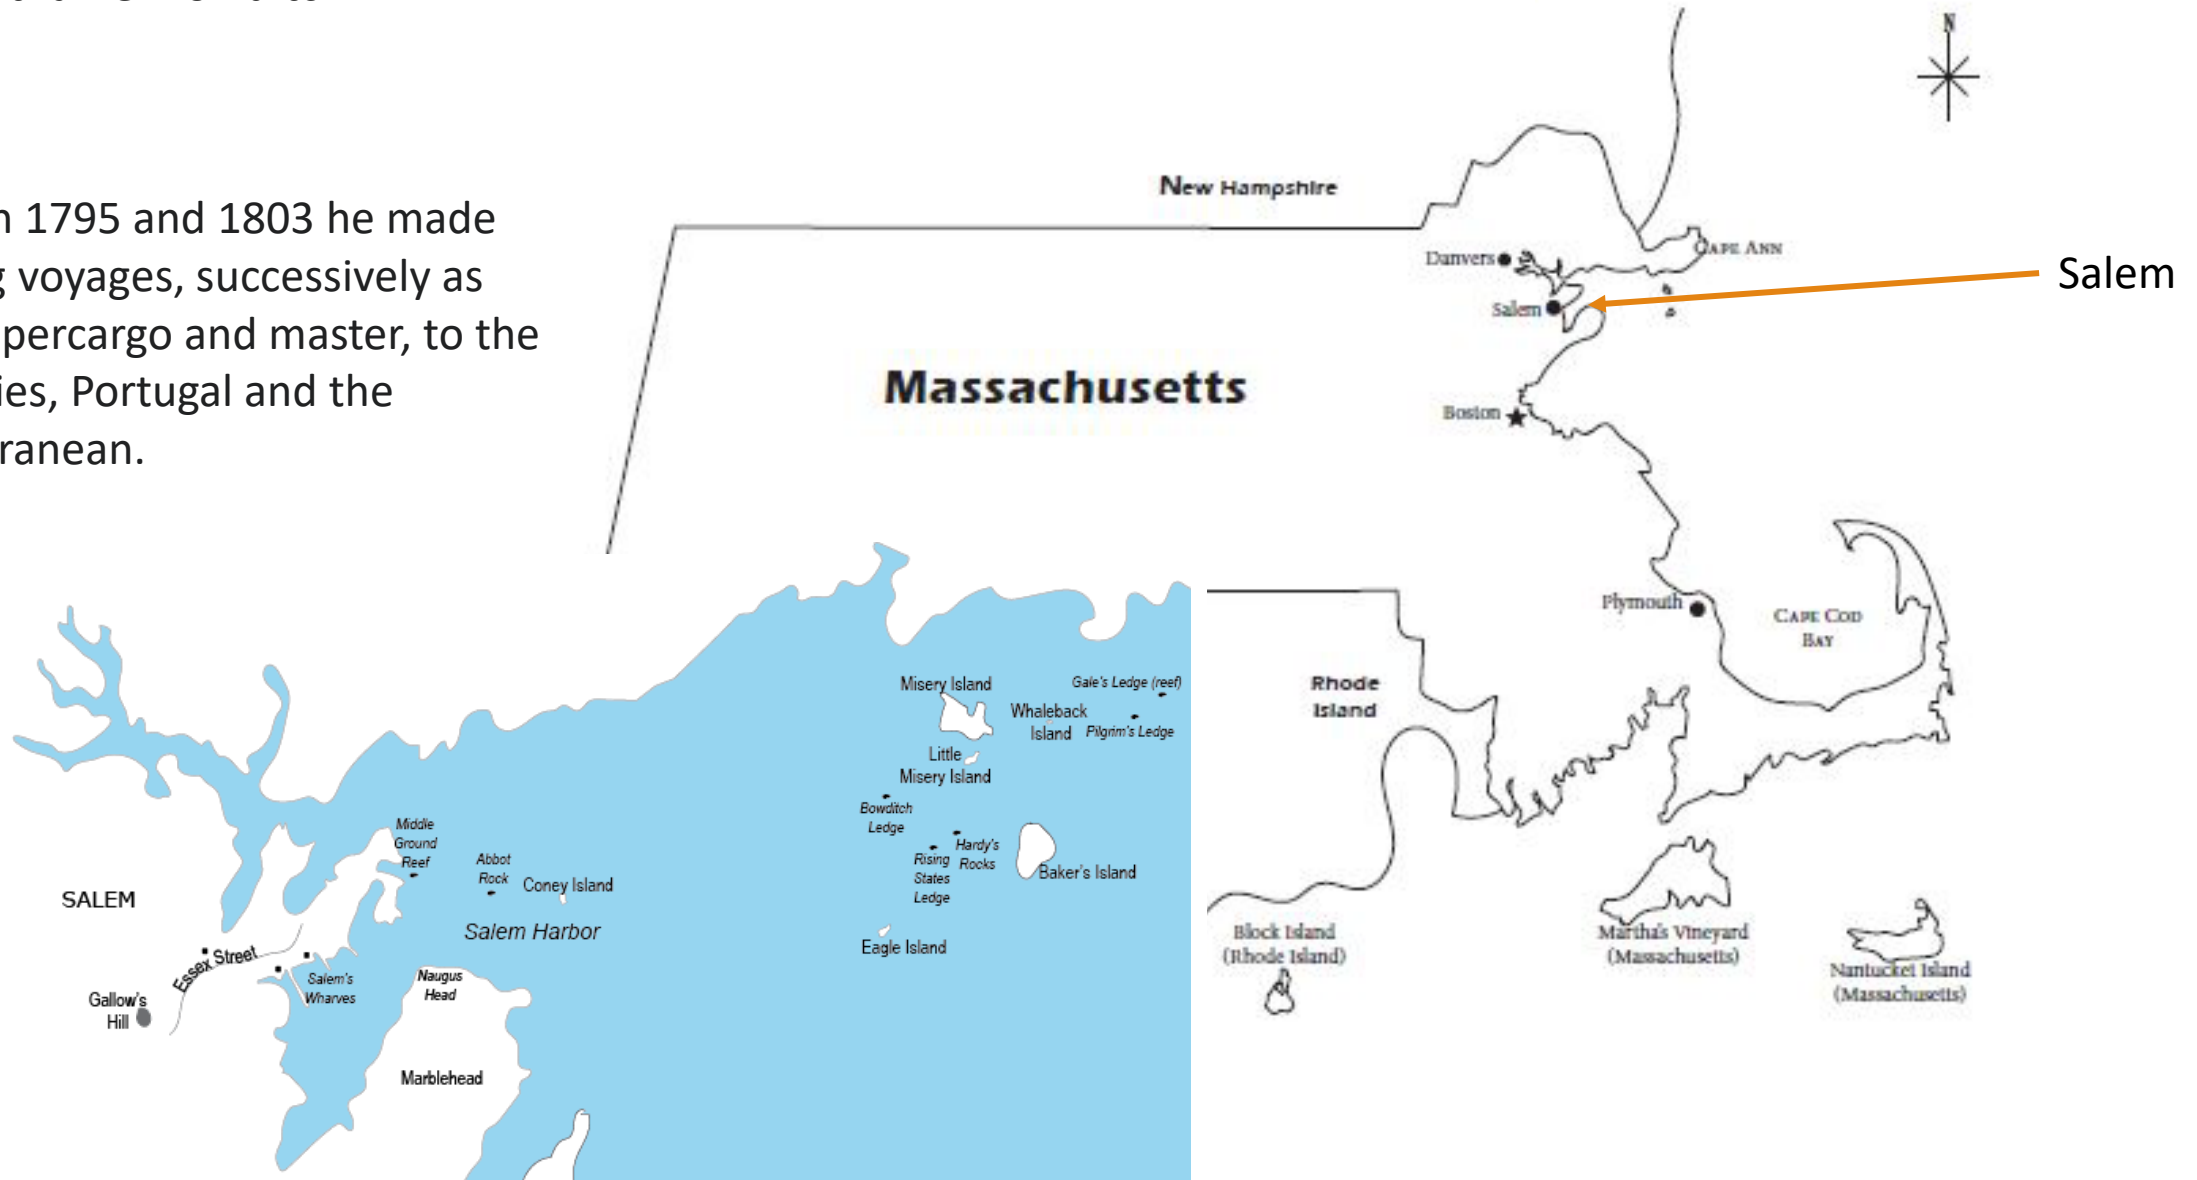 n 1795 and 1803 he made
g voyages, successively as
percargo and master, to the
ies, Portugal and the
ranean.
N
New Hampshire
Danvers
CAPE ANN
Salem
Salem
Massachusetts
Boston
Plymouth
CAPE COD
BAY
Rhode
Island
Block Island
(Rhode Island)
Martha's Vineyard
(Massachusetts)
Nantucket Island
(Massachusetts)
Misery Island
Gale's Ledge (reef)
Whaleback
Island
Pilgrim's Ledge
Little
Misery Island
Bowditch
Ledge
Hardy's
Rocks
Rising
States
Ledge
Baker's Island
Eagle Island
Middle
Ground
Reef
Abbot
Rock
Coney Island
Salem Harbor
SALEM
Essex Street
Salem's
Wharves
Naugus
Head
Gallow's
Hill
Marblehead